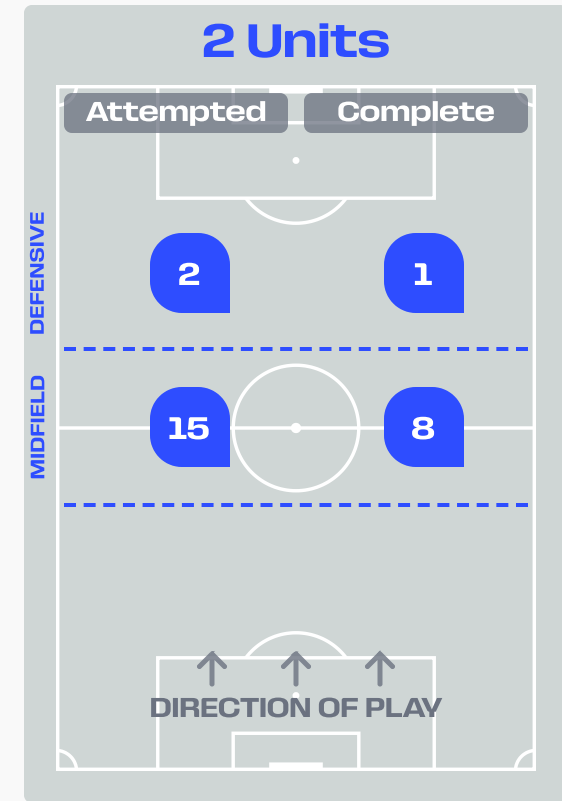 2 Units
Attempted Complete
DEFENSIVE
2 1
MIDFIELD
15 8
DIRECTION OF PLAY